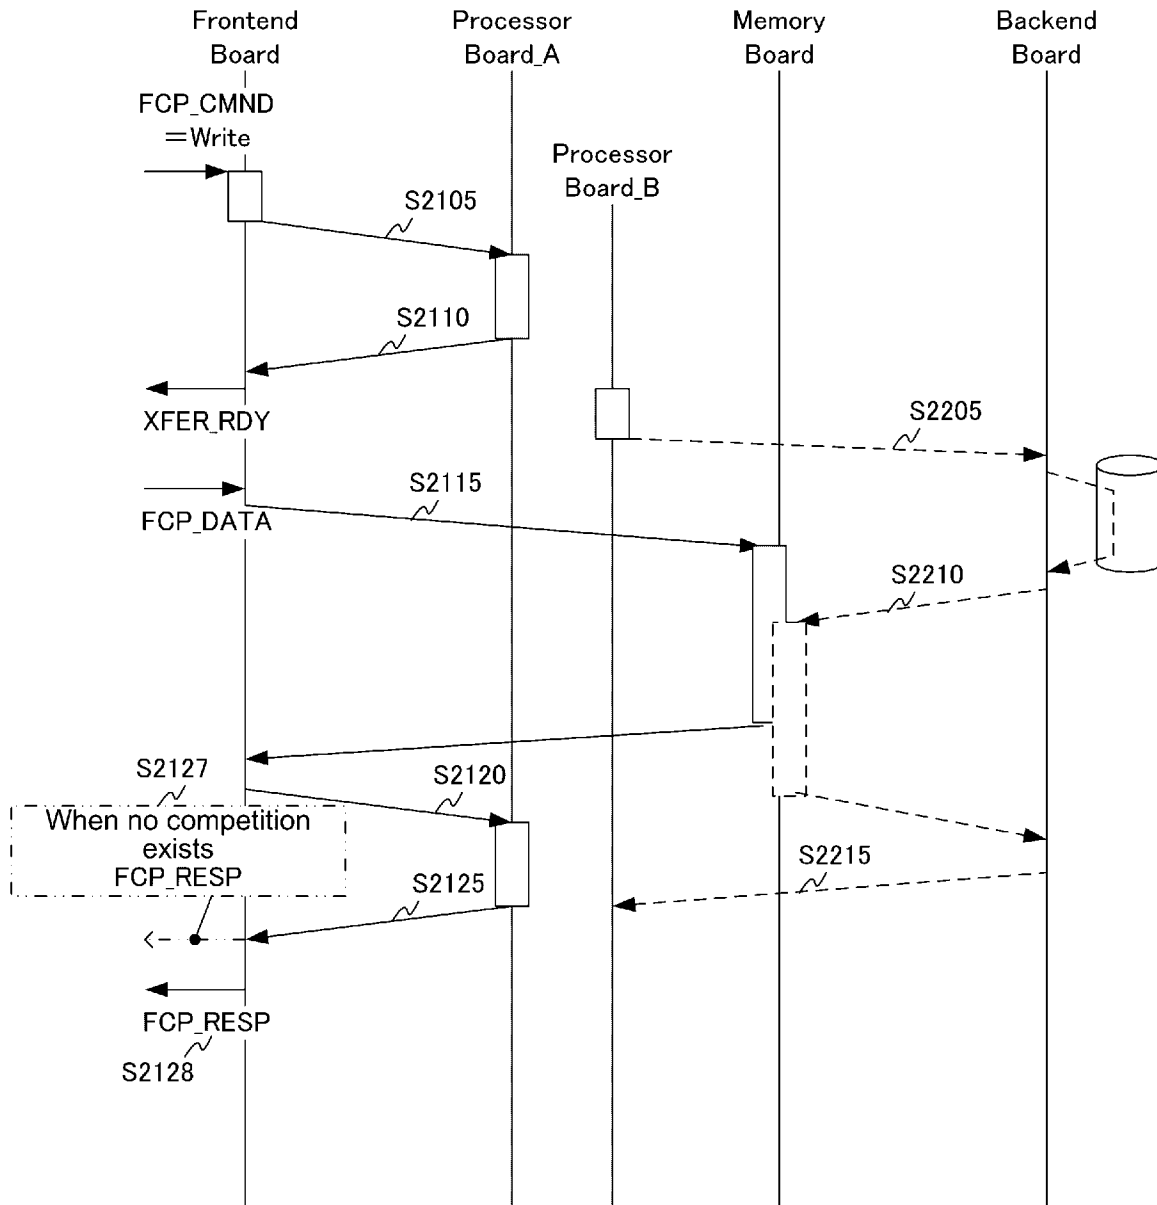 Frontend
Board
Processor
Board_A
Memory
Board
Backend
Board
FCP_CMND
=Write
Processor
Board_B
S2105
S2110
XFER_RDY
S2205
S2115
FCP_DATA
S2210
S2127
S2120
When no competition
exists
FCP_RESP
S2125
S2215
FCP_RESP
S2128